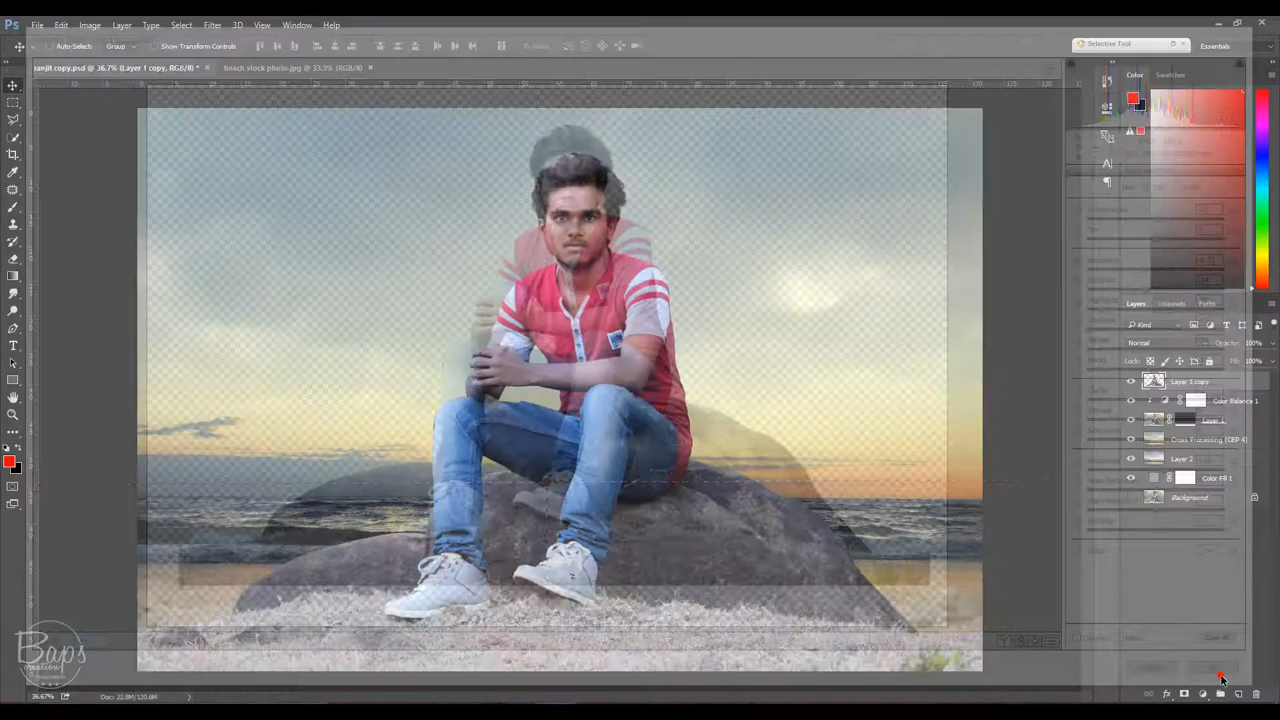 Ps File Edit Image Layer Type Select Filter 3D View Window Help
Auto-Select: Group Show Transform Controls
Selective Tool
Essentials
ranjit copy.psd @ 36.7% (Layer 1 copy, RGB/8) *
beach stock photo.jpg @ 33.3% (RGB/8)
Color Swatches
Layers Channels Paths
Kind
Normal Opacity: 100%
Lock: Fill: 100%
Layer 1 copy
Color Balance 1
Layer 1
Cross Processing (CEP 4)
Layer 2
Color Fill 1
Background
Baps
creation
36.67% Doc: 22.8M/120.6M